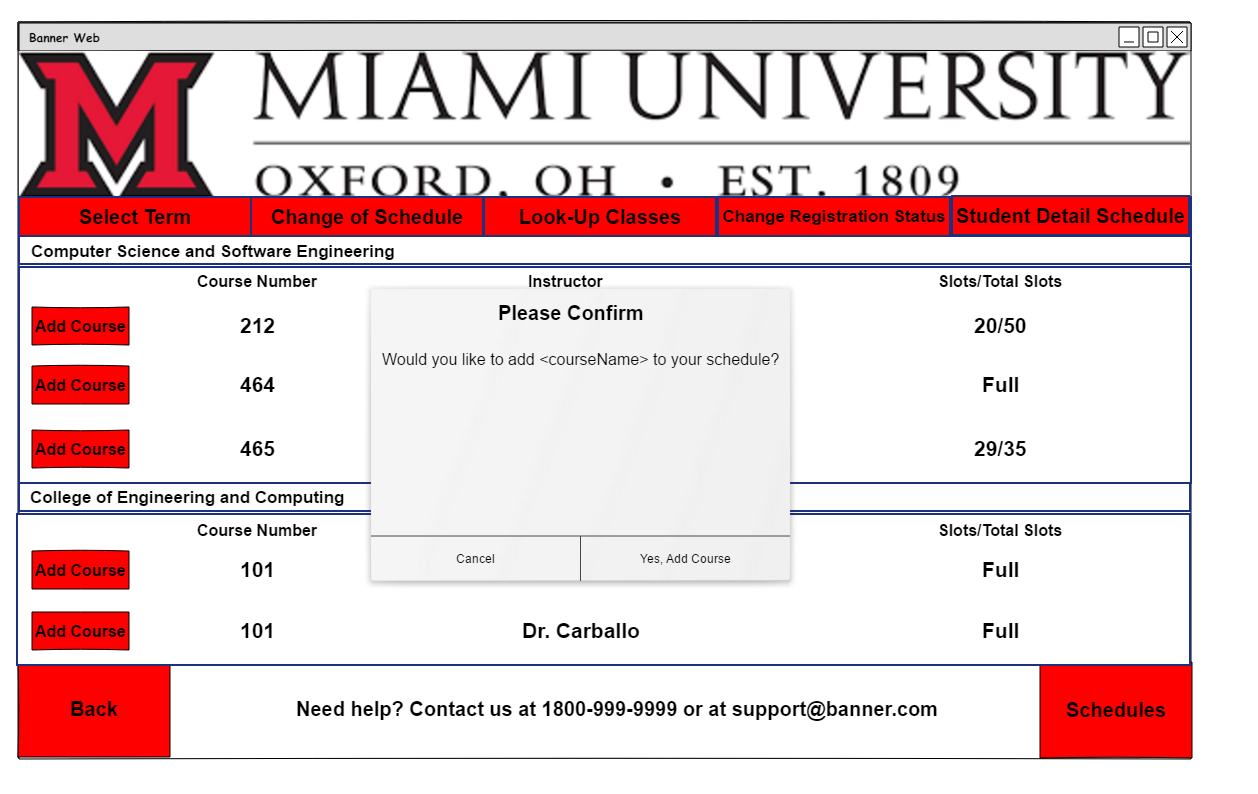 Banner Web
MIAMI UNIVERSITY
OXFORD, OH • EST. 1809
Select Term Change of Schedule Look-Up Classes Change Registration Status Student Detail Schedule
Computer Science and Software Engineering
Course Number Instructor Slots/Total Slots
Please Confirm
Add Course 212 20/50
Would you like to add <courseName> to your schedule?
Add Course 464 Full
Add Course 465 29/35
College of Engineering and Computing
Course Number Slots/Total Slots
Cancel Yes, Add Course
Add Course 101 Full
Add Course 101 Dr. Carballo Full
Back Need help? Contact us at 1800-999-9999 or at support@banner.com Schedules